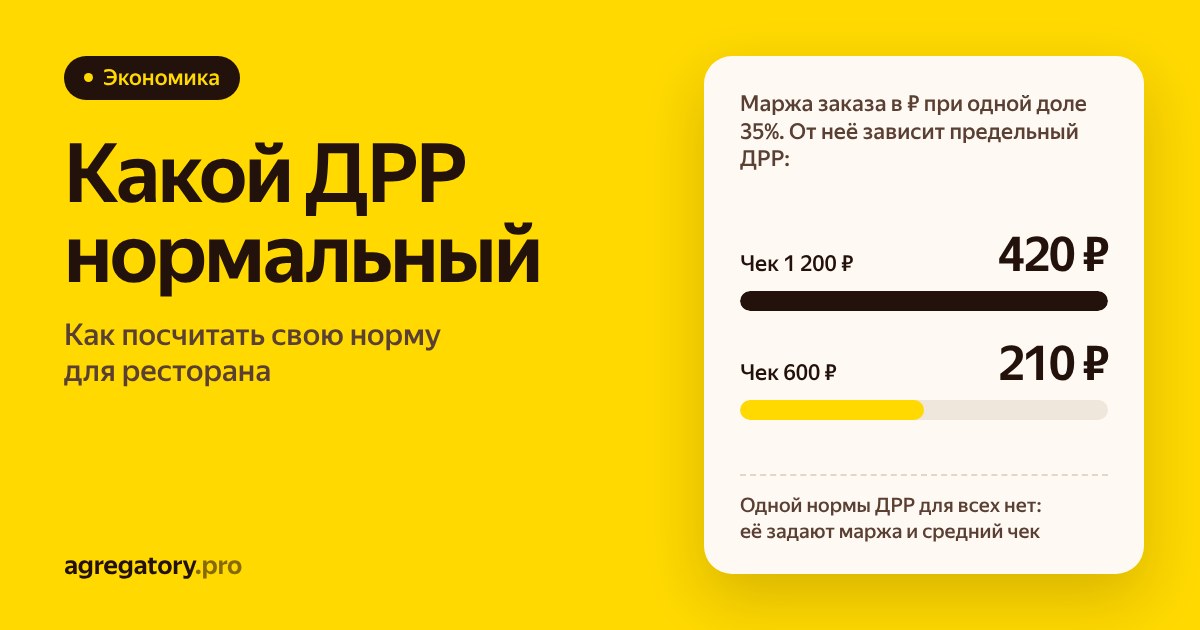 Экономика
Какой ДРР
нормальный
Как посчитать свою норму
для ресторана
agregatory.pro
Маржа заказа в ₽ при одной доле
35%. От неё зависит предельный
ДРР:
Чек 1 200 ₽ 420 ₽
Чек 600 ₽ 210 ₽
Одной нормы ДРР для всех нет:
её задают маржа и средний чек